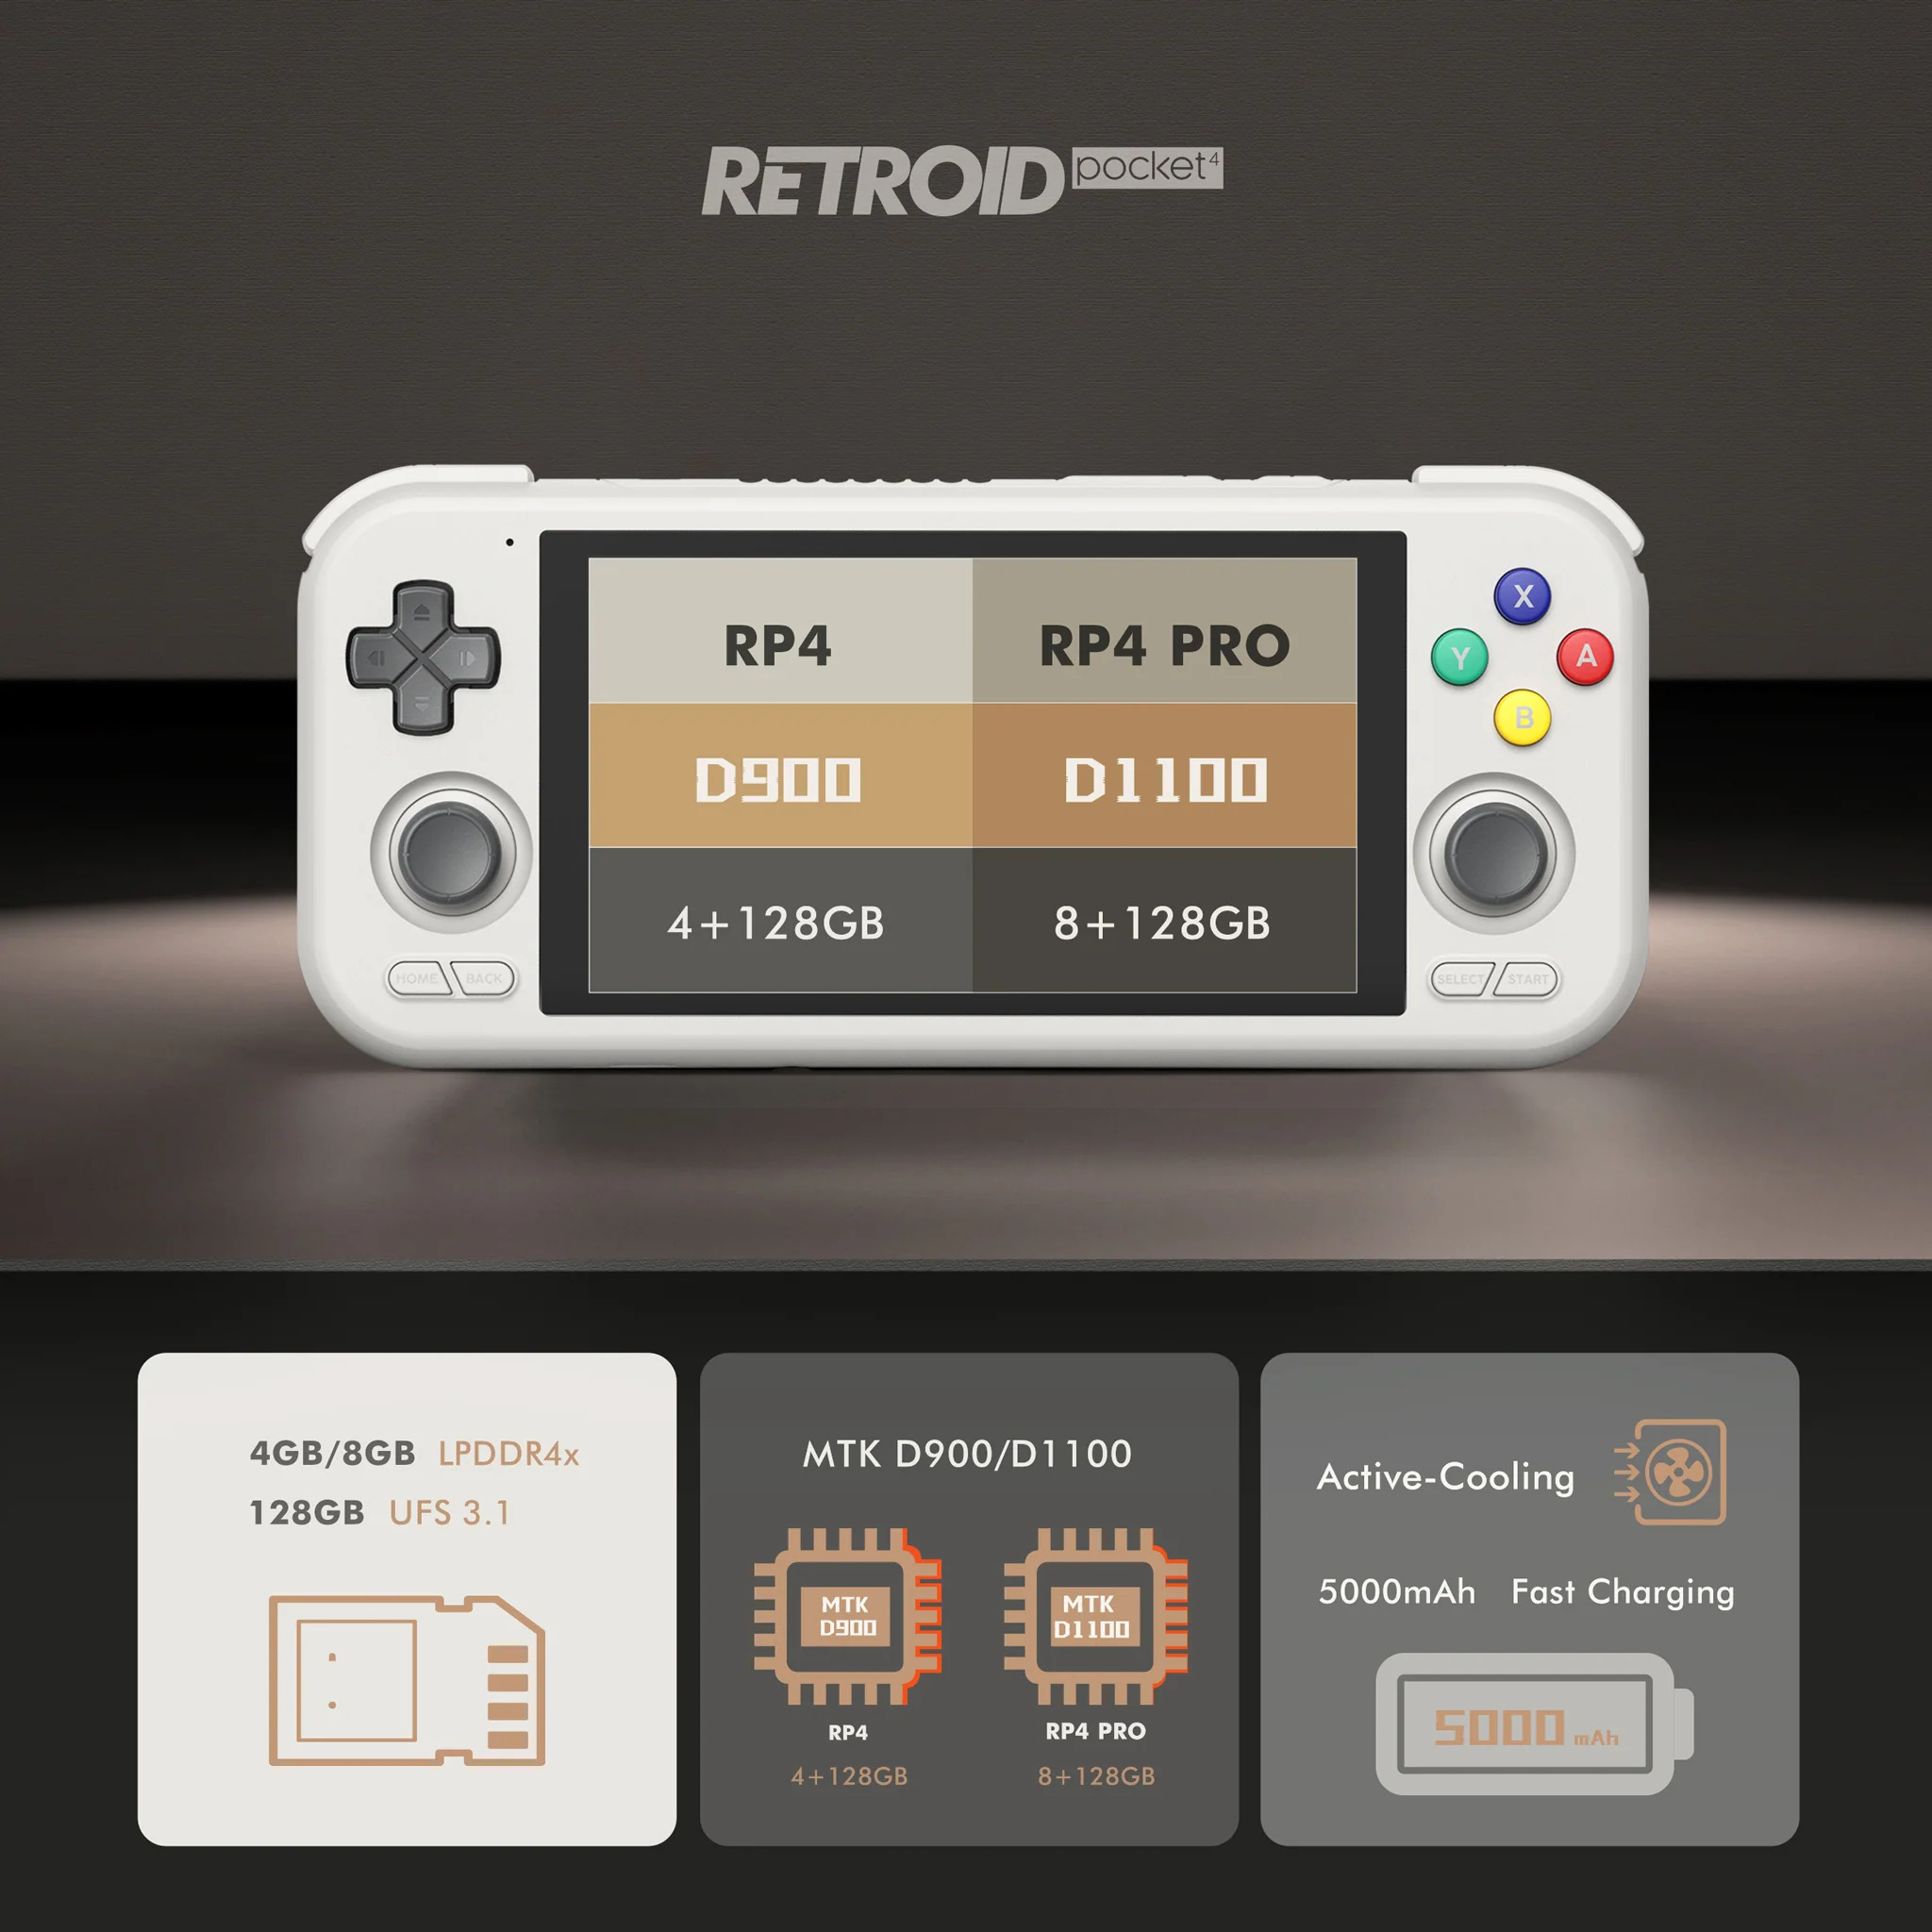 RETROID pocket⁴
RP4 RP4 PRO
D900 D1100
4+128GB 8+128GB
X
Y A
B
HOME BACK SELECT START
4GB/8GB LPDDR4x
128GB UFS 3.1
MTK D900/D1100
MTK D900
MTK D1100
RP4 RP4 PRO
4+128GB 8+128GB
Active-Cooling
5000mAh Fast Charging
5000 mAh